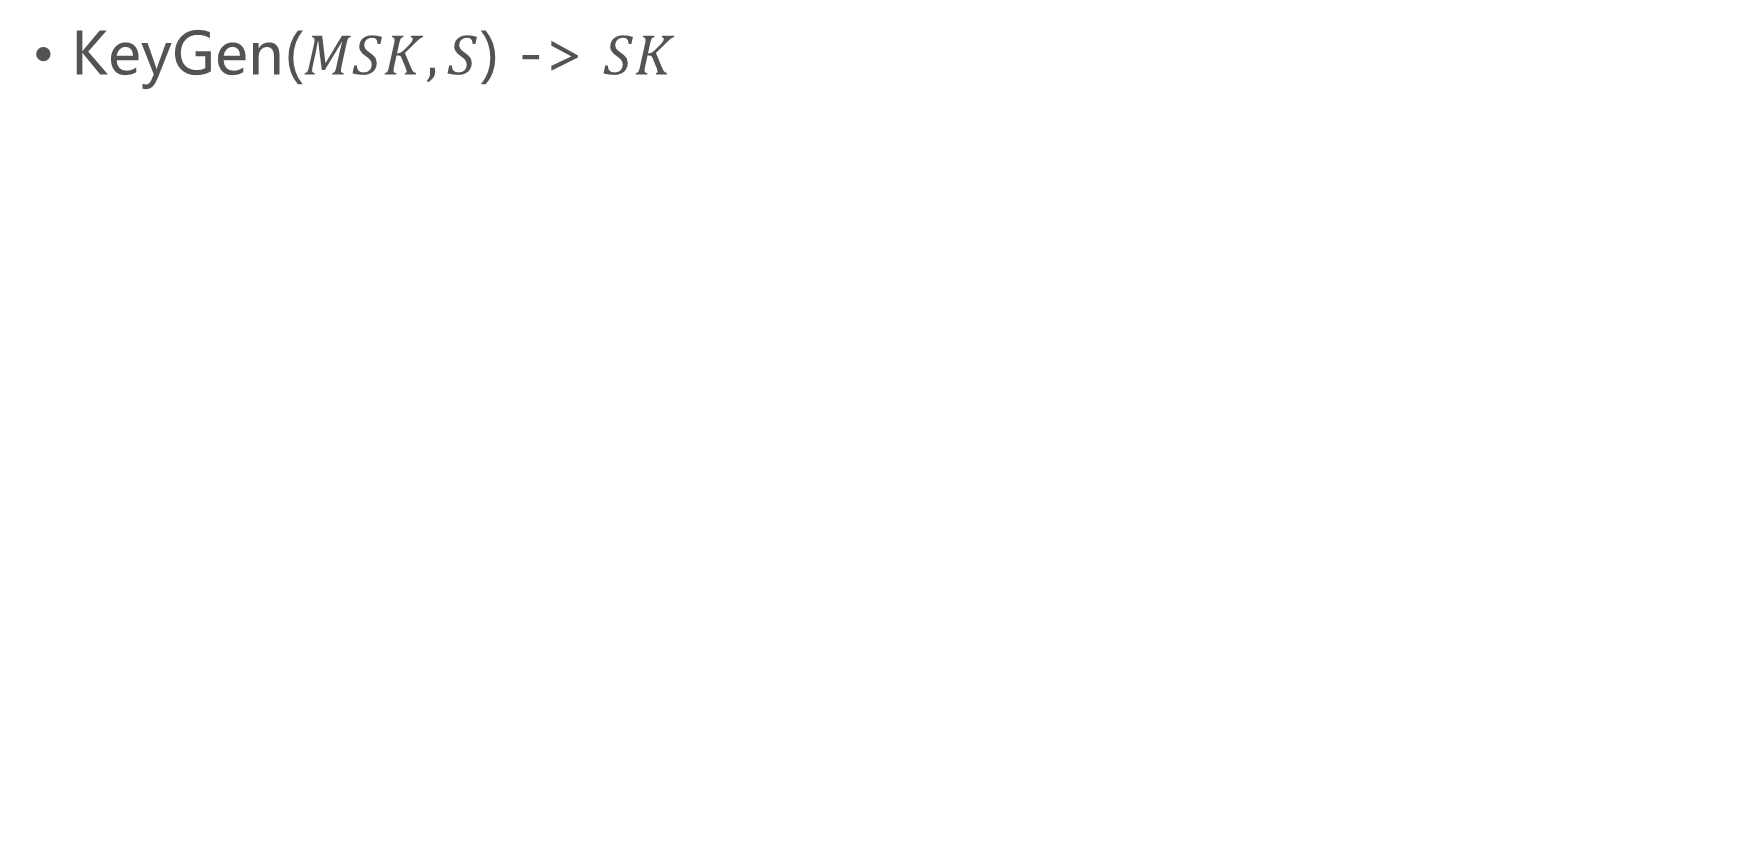 • KeyGen(𝑀𝑆𝐾,𝑆) -> 𝑆𝐾